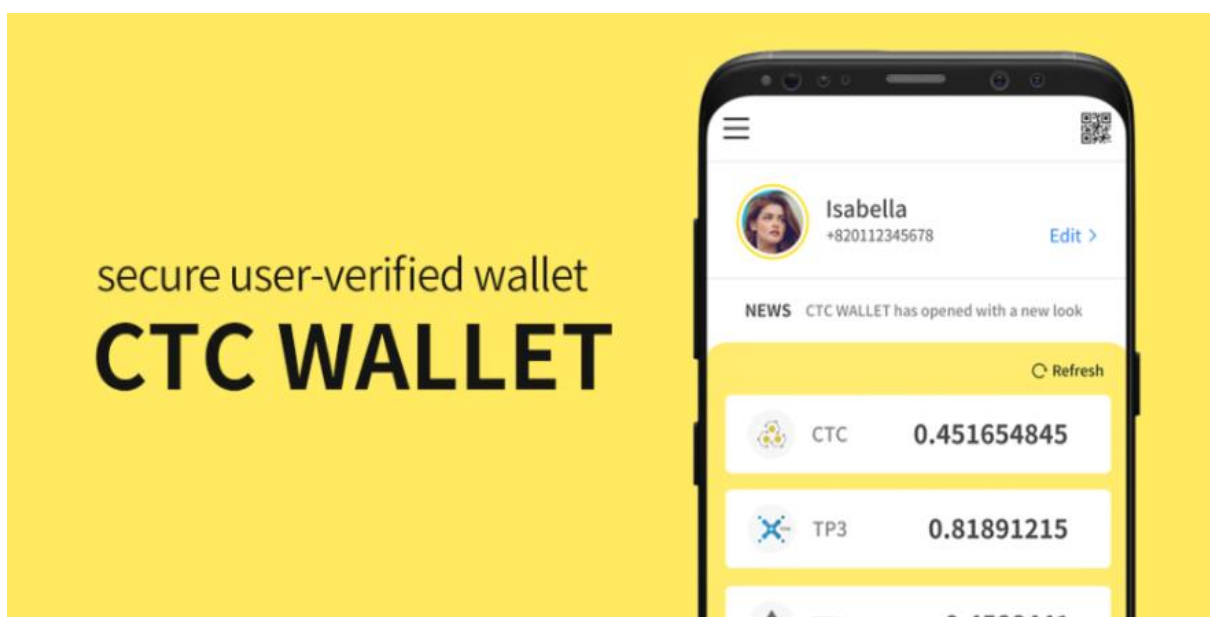 secure user-verified wallet
CTC WALLET
Isabella
+820112345678
Edit >
NEWS CTC WALLET has opened with a new look
Refresh
CTC 0.451654845
TP3 0.81891215